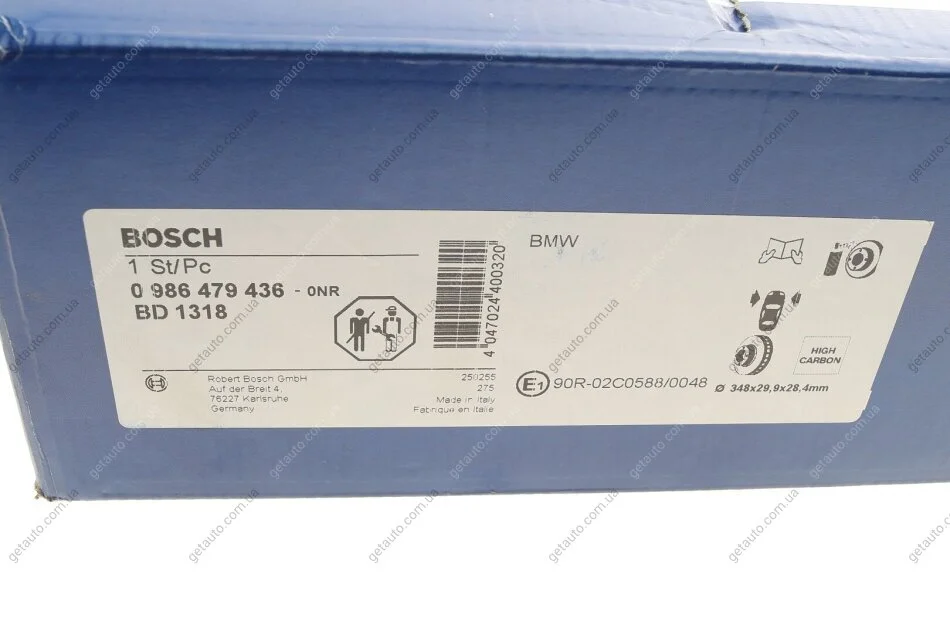 BOSCH
1 St/Pc
0 986 479 436 - 0NR
BD 1318
4 047024 400320
BMW
HIGH
CARBON
Ø 348x29,9x28,4mm
Robert Bosch GmbH
Auf der Breit 4,
76227 Karlsruhe
Germany
250255
275
Made in Italy
Fabriqué en Italie
E1 90R-02C0588/0048
getauto.com.ua